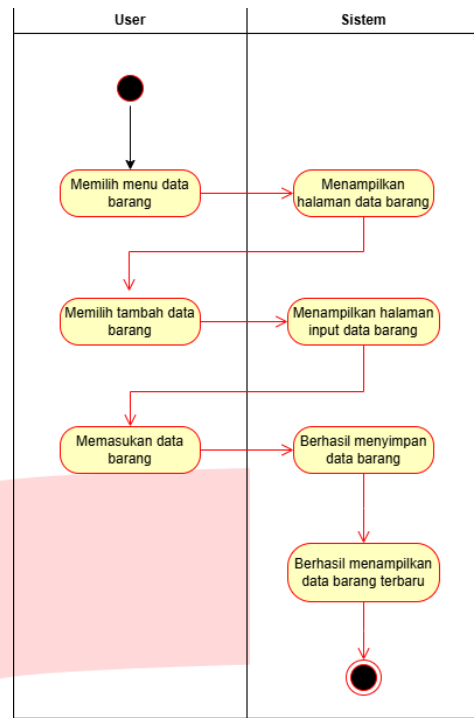 User
Sistem
Memilih menu data
barang
Menampilkan
halaman data barang
Memilih tambah data
barang
Menampilkan halaman
input data barang
Memasukan data
barang
Berhasil menyimpan
data barang
Berhasil menampilkan
data barang terbaru